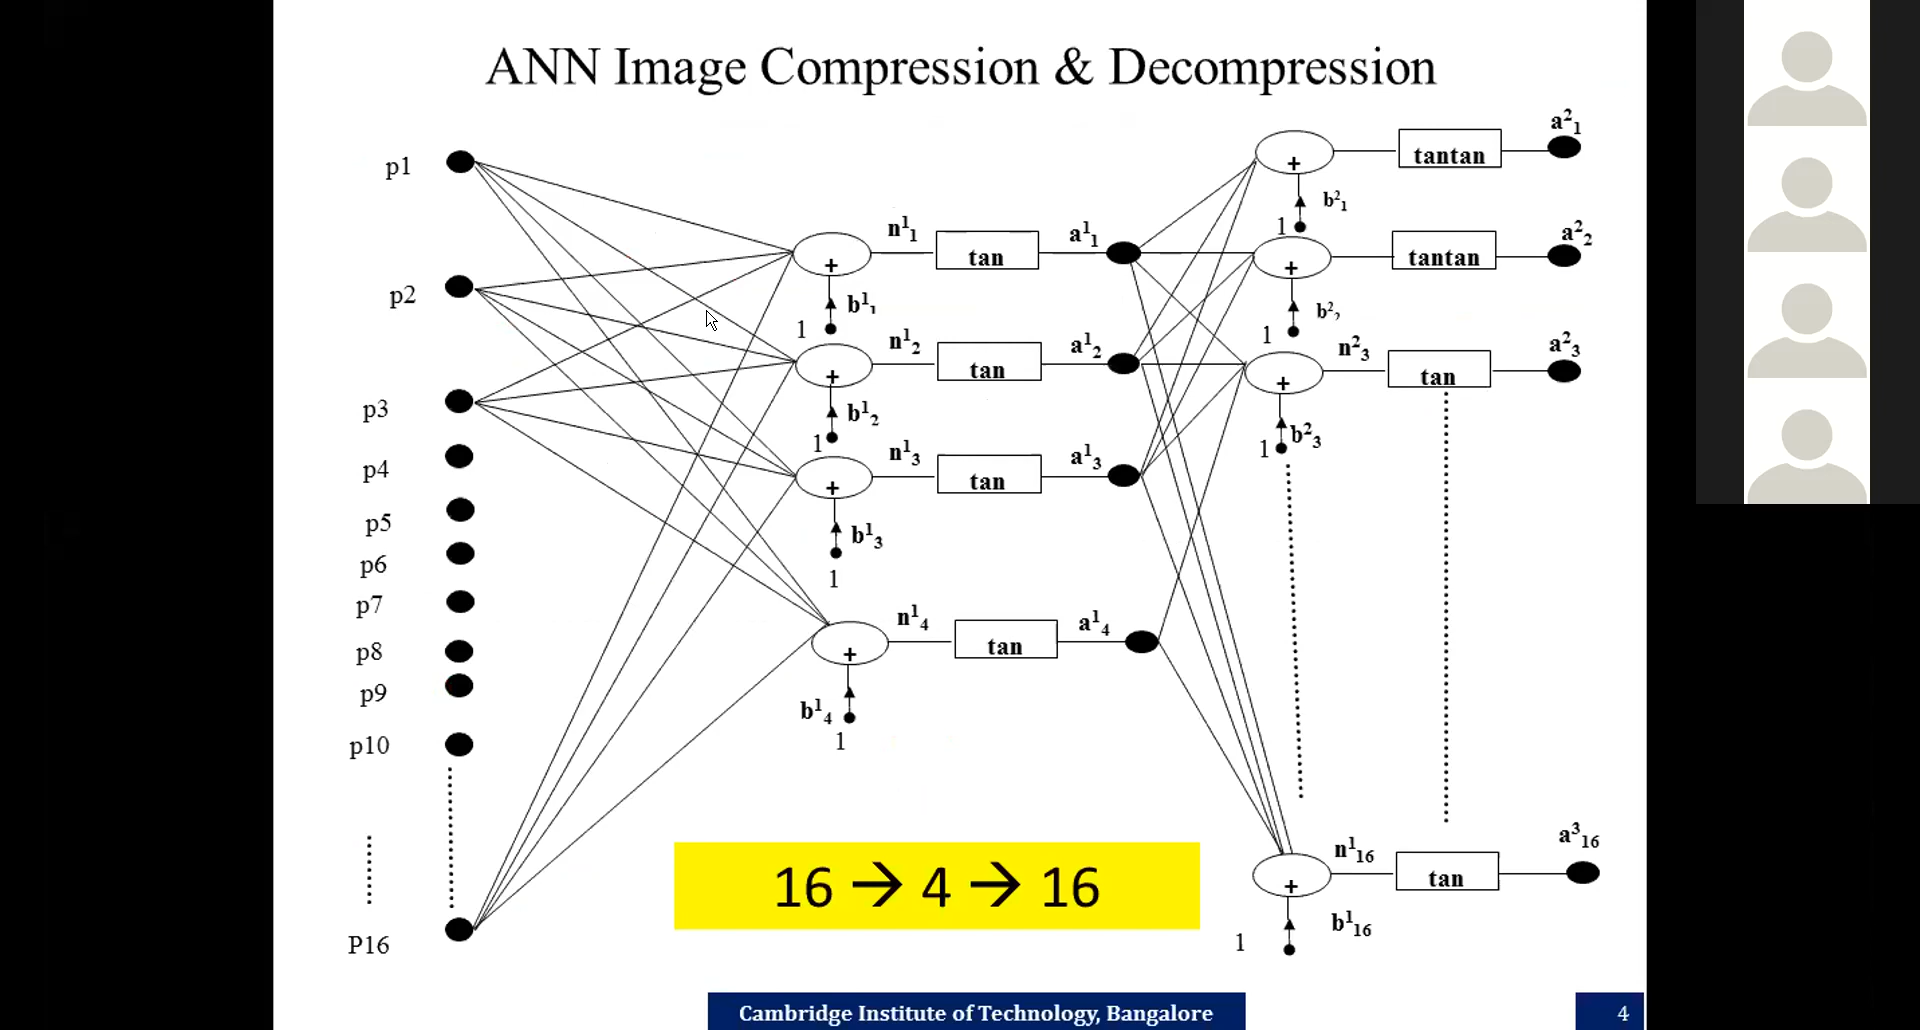 ANN Image Compression & Decompression
p1
p2
p3
p4
p5
p6
p7
p8
p9
p10
P16
+
n¹₁
tan
a¹₁
b¹₁
1
+
n¹₂
tan
a¹₂
b¹₂
1
+
n¹₃
tan
a¹₃
b¹₃
1
+
n¹₄
tan
a¹₄
b¹₄
1
+
tantan
a²₁
b²₁
1
+
tantan
a²₂
b²₂
1
+
n²₃
tan
a²₃
b²₃
1
+
n¹₁₆
tan
a³₁₆
b¹₁₆
1
16 → 4 → 16
Cambridge Institute of Technology, Bangalore
4